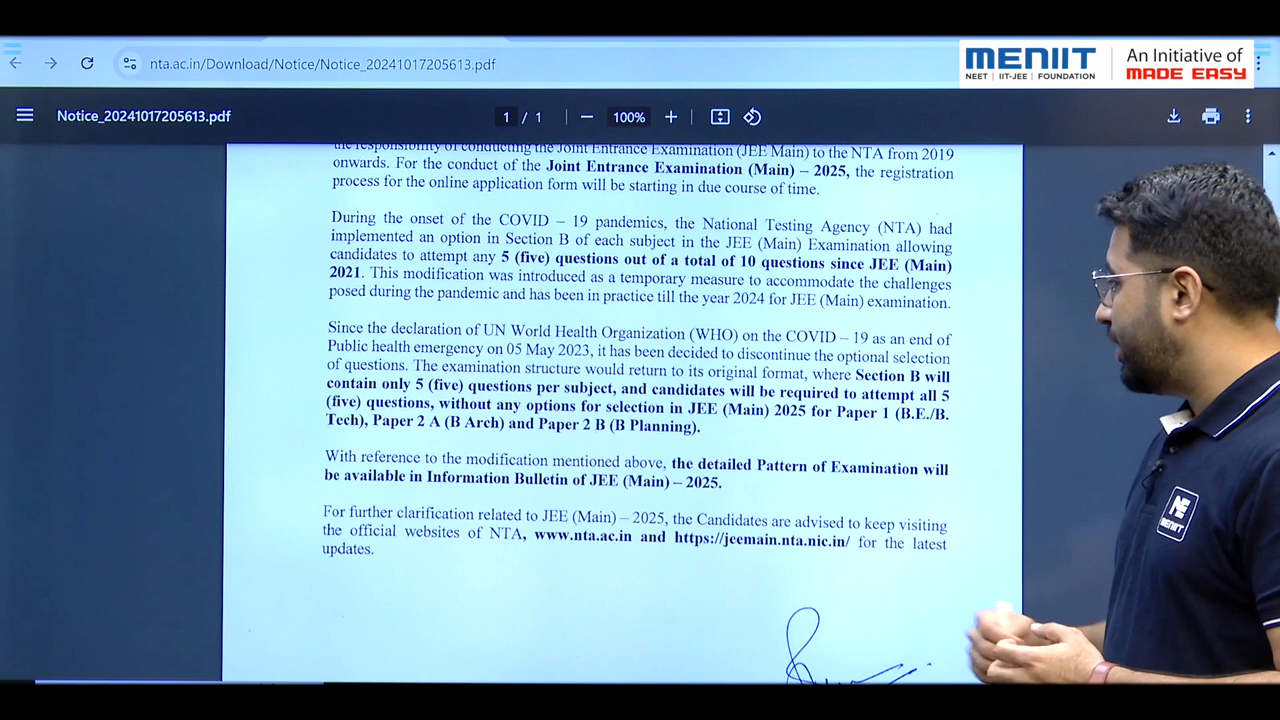 nta.ac.in/Download/Notice/Notice_20241017205613.pdf
MENIIT
NEET | IIT-JEE | FOUNDATION
An Initiative of
MADE EASY
Notice_20241017205613.pdf
1 / 1
100%
the responsibility of conducting the Joint Entrance Examination (JEE Main) to the NTA from 2019
onwards. For the conduct of the Joint Entrance Examination (Main) – 2025, the registration
process for the online application form will be starting in due course of time.
During the onset of the COVID – 19 pandemics, the National Testing Agency (NTA) had
implemented an option in Section B of each subject in the JEE (Main) Examination allowing
candidates to attempt any 5 (five) questions out of a total of 10 questions since JEE (Main)
2021. This modification was introduced as a temporary measure to accommodate the challenges
posed during the pandemic and has been in practice till the year 2024 for JEE (Main) examination.
Since the declaration of UN World Health Organization (WHO) on the COVID – 19 as an end of
Public health emergency on 05 May 2023, it has been decided to discontinue the optional selection
of questions. The examination structure would return to its original format, where Section B will
contain only 5 (five) questions per subject, and candidates will be required to attempt all 5
(five) questions, without any options for selection in JEE (Main) 2025 for Paper 1 (B.E./B.
Tech), Paper 2 A (B Arch) and Paper 2 B (B Planning).
With reference to the modification mentioned above, the detailed Pattern of Examination will
be available in Information Bulletin of JEE (Main) – 2025.
For further clarification related to JEE (Main) – 2025, the Candidates are advised to keep visiting
the official websites of NTA, www.nta.ac.in and https://jeemain.nta.nic.in/ for the latest
updates.
NE
MENIIT